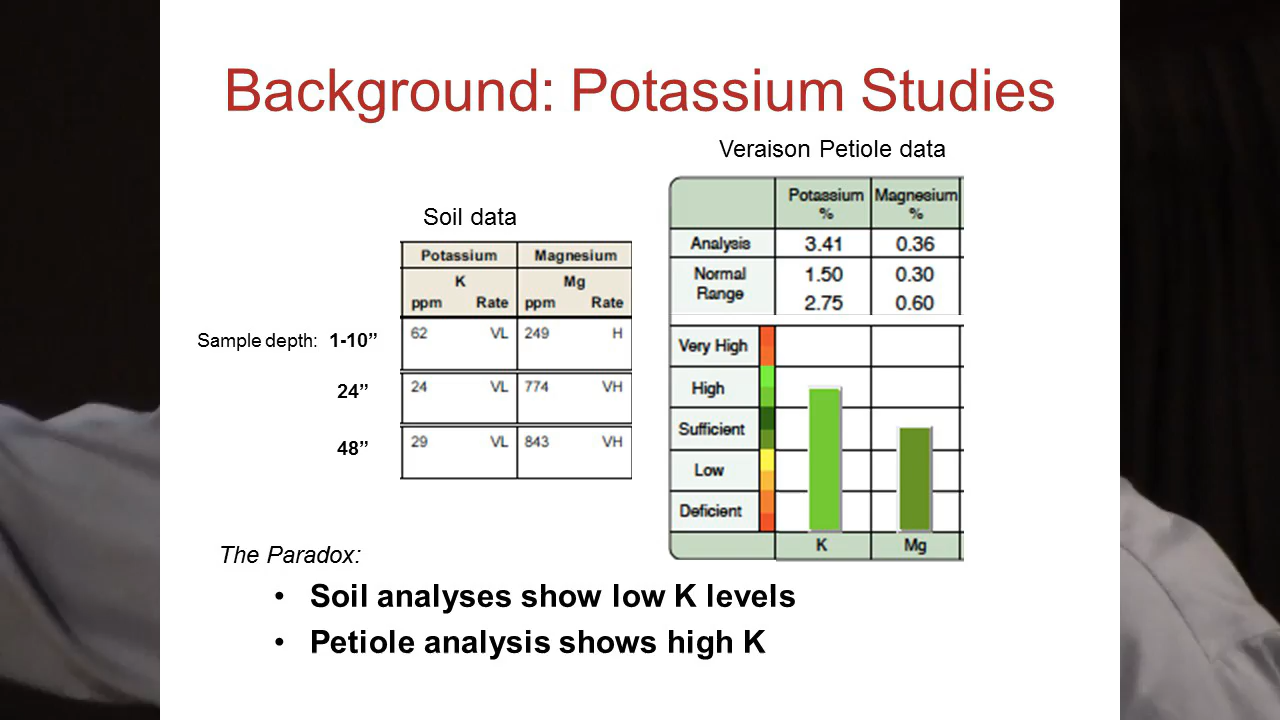 Background: Potassium Studies
Veraison Petiole data
Soil data
Potassium Magnesium
K Mg
ppm Rate ppm Rate
Sample depth: 1-10” 62 VL 249 H
24” 24 VL 774 VH
48” 29 VL 843 VH
Potassium Magnesium
% %
Analysis 3.41 0.36
Normal Range 1.50 0.30
2.75 0.60
Very High
High
Sufficient
Low
Deficient
K Mg
The Paradox:
• Soil analyses show low K levels
• Petiole analysis shows high K